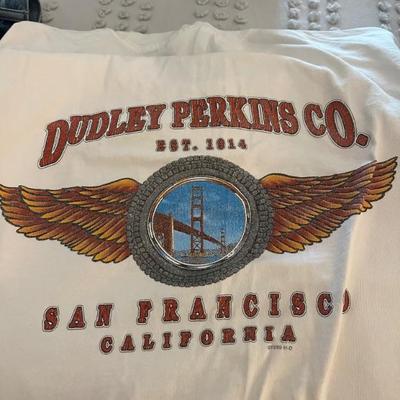 DUDLEY PERKINS CO.
EST. 1914
SAN FRANCISCO
CALIFORNIA